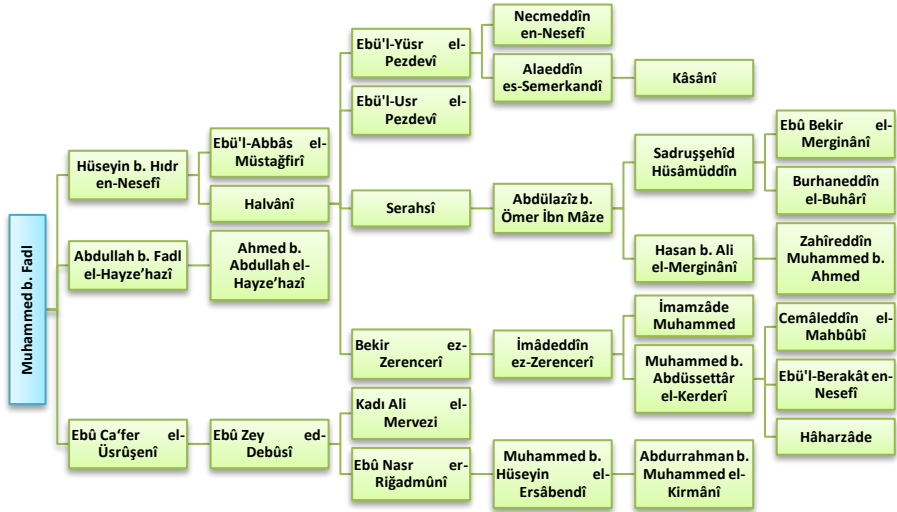 Muhammed b. Fadl
Hüseyin b. Hıdr
en-Nesefî
Abdullah b. Fadl
el-Hayze’hazî
Ebû Ca‘fer el-
Üsrûşenî
Ebü'l-Abbâs el-
Müstağfirî
Halvânî
Ahmed b.
Abdullah el-
Hayze’hazî
Ebû Zey ed-
Debûsî
Ebü'l-Yüsr el-
Pezdevî
Ebü'l-Usr el-
Pezdevî
Serahsî
Bekir ez-
Zerencerî
Kadı Ali el-
Mervezi
Ebû Nasr er-
Riğadmûnî
Necmeddîn
en-Nesefî
Alaeddîn
es-Semerkandî
Abdülazîz b.
Ömer İbn Mâze
İmâdeddîn
ez-Zerencerî
Muhammed b.
Hüseyin el-
Ersâbendî
Kâsânî
Sadruşşehîd
Hüsâmüddîn
Hasan b. Ali
el-Merginânî
İmamzâde
Muhammed
Muhammed b.
Abdüssettâr
el-Kerderî
Abdurrahman b.
Muhammed el-
Kirmânî
Ebû Bekir el-
Merginânî
Burhaneddîn
el-Buhârî
Zahîreddîn
Muhammed b.
Ahmed
Cemâleddîn el-
Mahbûbî
Ebü'l-Berakât en-
Nesefî
Hâharzâde